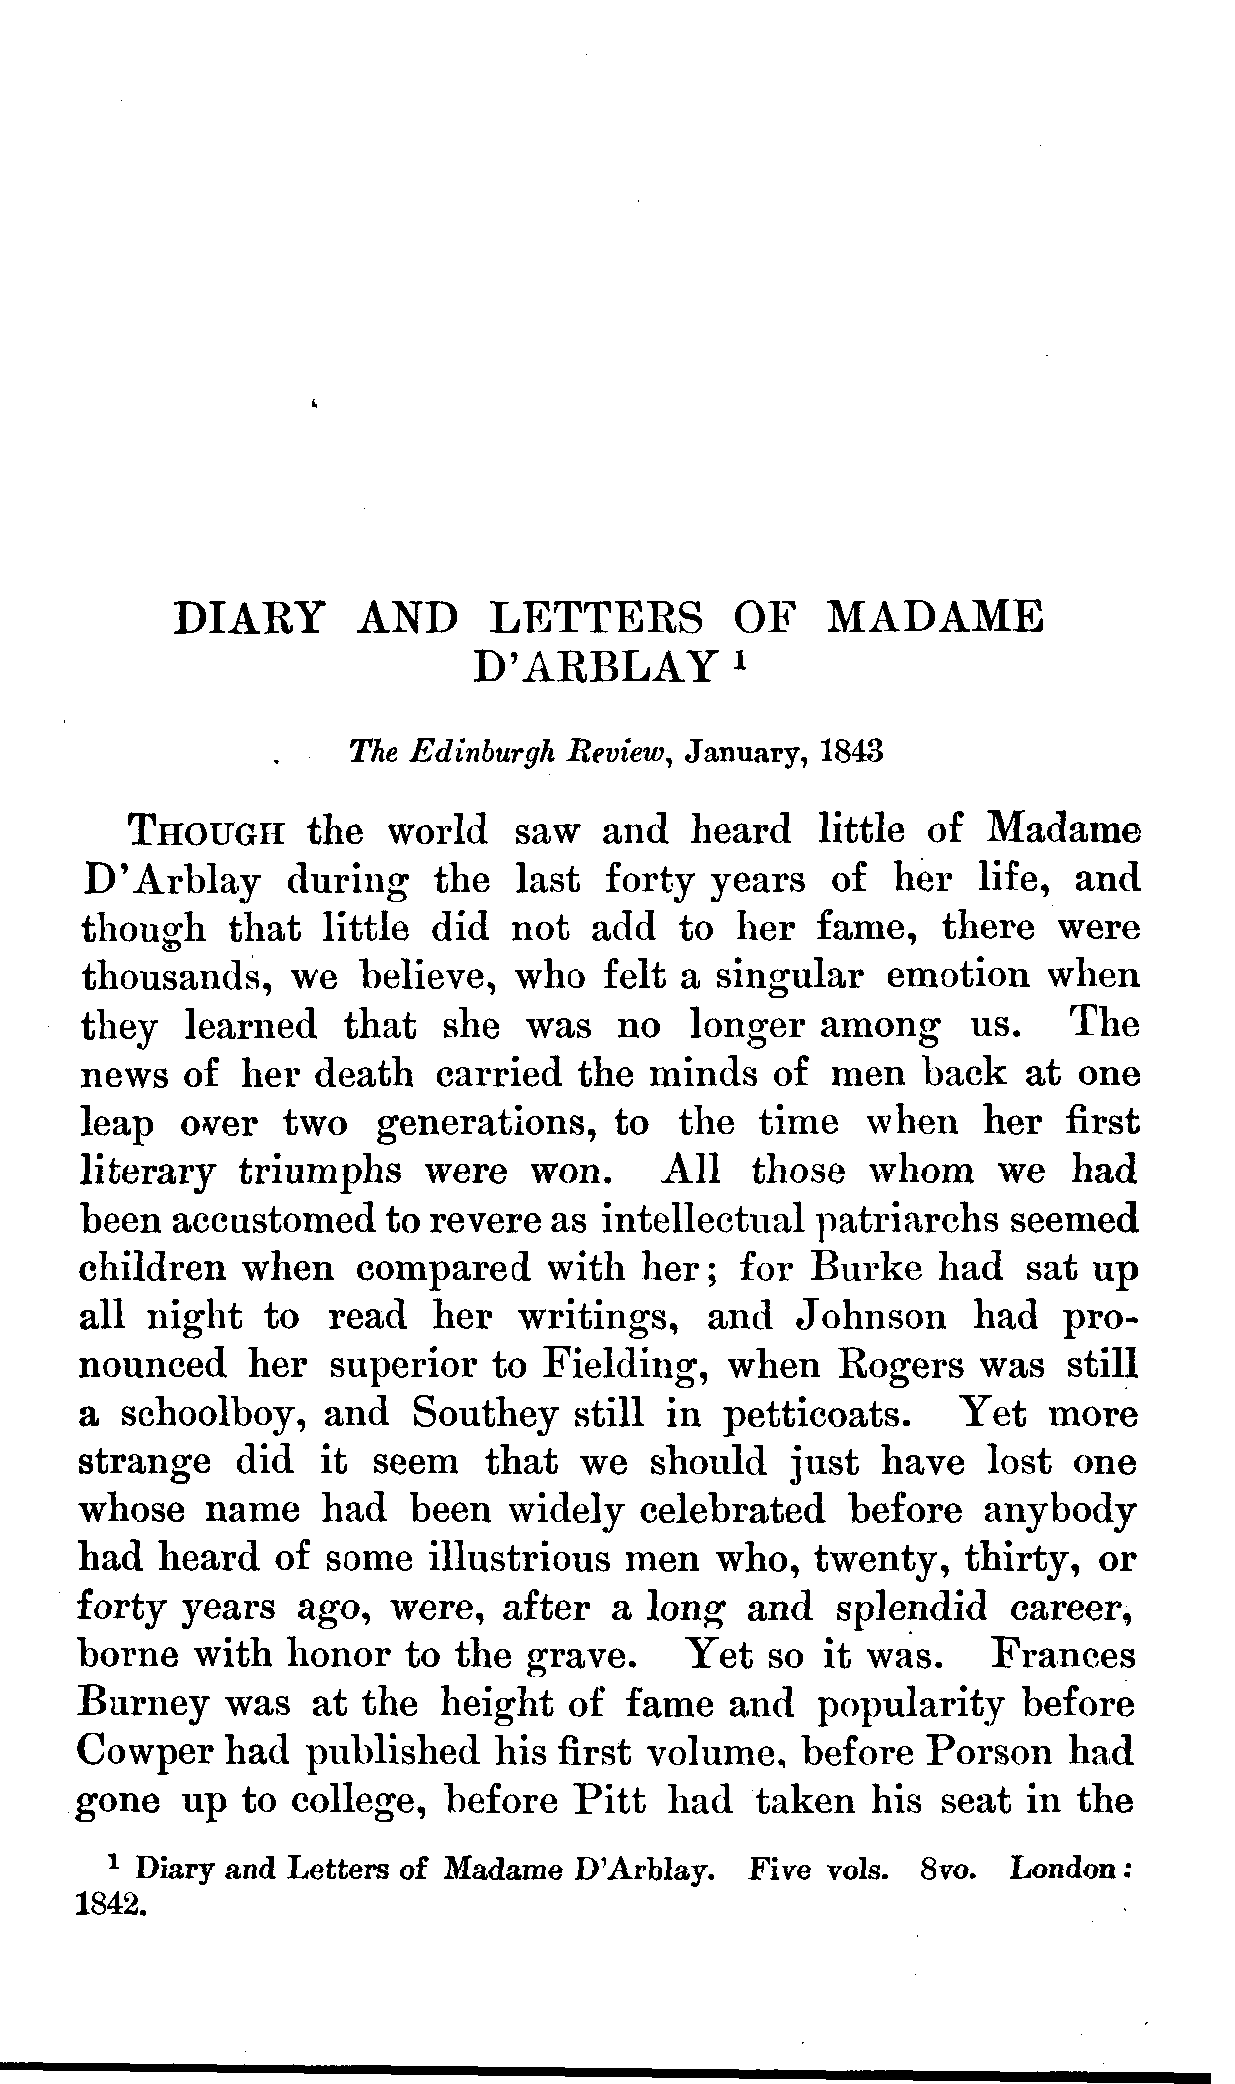 DIARY AND LETTERS OF MADAME
D'ARBLAY 1
The Edinburgh Review, January, 1843
THOUGH the world saw and heard little of Madame
D'Arblay during the last forty years of her life, and
though that little did not add to her fame, there were
thousands, we believe, who felt a singular emotion when
they learned that she was no longer among us. The
news of her death carried the minds of men back at one
leap over two generations, to the time when her first
literary triumphs were won. All those whom we had
been accustomed to revere as intellectual patriarchs seemed
children when compared with her; for Burke had sat up
all night to read her writings, and Johnson had pro-
nounced her superior to Fielding, when Rogers was still
a schoolboy, and Southey still in petticoats. Yet more
strange did it seem that we should just have lost one
whose name had been widely celebrated before anybody
had heard of some illustrious men who, twenty, thirty, or
forty years ago, were, after a long and splendid career,
borne with honor to the grave. Yet so it was. Frances
Burney was at the height of fame and popularity before
Cowper had published his first volume, before Porson had
gone up to college, before Pitt had taken his seat in the
1 Diary and Letters of Madame D'Arblay. Five vols. 8vo. London:
1842.